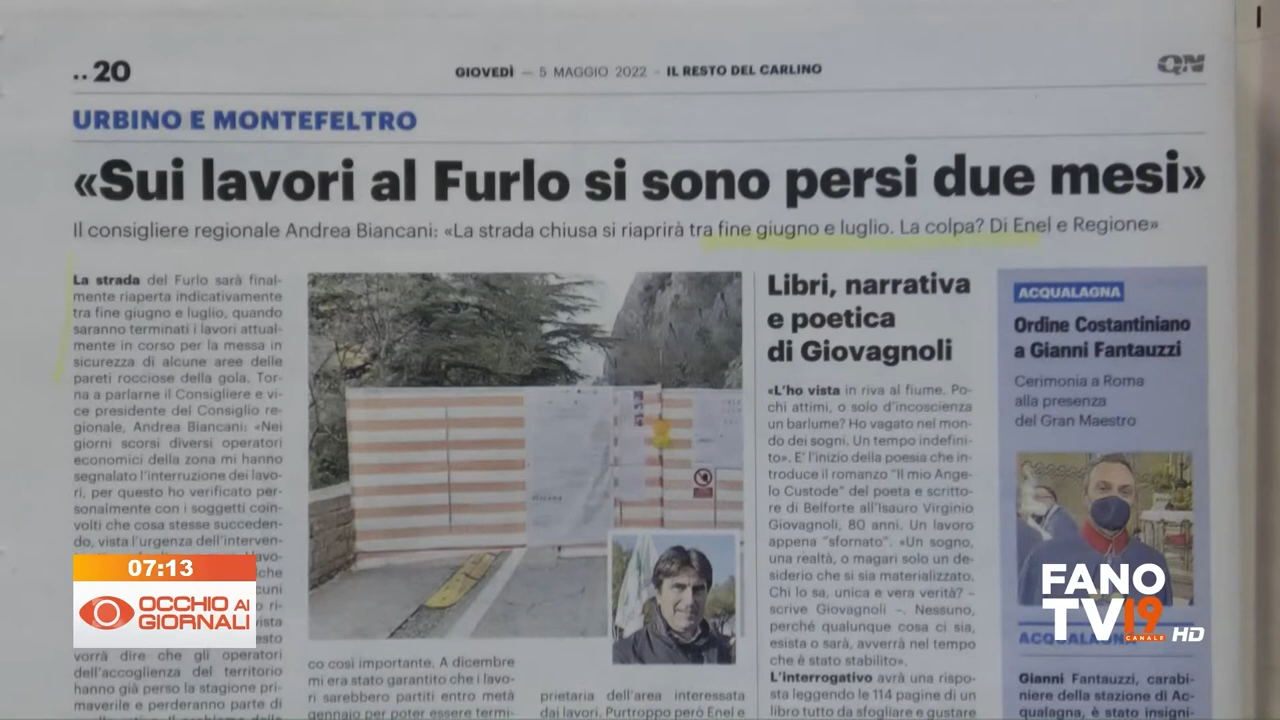 .. 20
GIOVEDÌ — 5 MAGGIO 2022 – IL RESTO DEL CARLINO
QN
URBINO E MONTEFELTRO
«Sui lavori al Furlo si sono persi due mesi»
Il consigliere regionale Andrea Biancani: «La strada chiusa si riaprirà tra fine giugno e luglio. La colpa? Di Enel e Regione»
La strada del Furlo sarà final-
mente riaperta indicativamente
tra fine giugno e luglio, quando
saranno terminati i lavori attual-
mente in corso per la messa in
sicurezza di alcune aree delle
pareti rocciose della gola. Tor-
na a parlarne il Consigliere e vi-
ce presidente del Consiglio re-
gionale, Andrea Biancani: «Nei
giorni scorsi diversi operatori
economici della zona mi hanno
segnalato l'interruzione dei lavo-
ri, per questo ho verificato per-
sonalmente con i soggetti coin-
volti che cosa stesse succeden-
do, vista l'urgenza dell'interven-
vorrà dire che gli operatori
dell'accoglienza del territorio
hanno già perso la stagione pri-
maverile e perderanno parte di
co così importante. A dicembre
mi era stato garantito che i lavo-
ri sarebbero partiti entro metà
gennaio per poter essere termi-
prietaria dell'area interessata
dai lavori. Purtroppo però Enel e
Libri, narrativa
e poetica
di Giovagnoli
«L'ho vista in riva al fiume. Po-
chi attimi, o solo d'incoscienza
un barlume? Ho vagato nel mon-
do dei sogni. Un tempo indefini-
to». E' l'inizio della poesia che in-
troduce il romanzo "Il mio Ange-
lo Custode" del poeta e scritto-
re di Belforte all'Isauro Virginio
Giovagnoli, 80 anni. Un lavoro
appena "sfornato". «Un sogno,
una realtà, o magari solo un de-
siderio che si sia materializzato.
Chi lo sa, unica e vera verità? –
scrive Giovagnoli –. Nessuno,
perché qualunque cosa ci sia,
esista o sarà, avverrà nel tempo
che è stato stabilito».
L'interrogativo avrà una rispo-
sta leggendo le 114 pagine di un
libro tutto da sfogliare e gustare
ACQUALAGNA
Ordine Costantiniano
a Gianni Fantauzzi
Cerimonia a Roma
alla presenza
del Gran Maestro
ACQUALAGNA
Gianni Fantauzzi, carabi-
niere della stazione di Ac-
qualagna, è stato insigni-
07:13
OCCHIO AI
GIORNALI
FANO
TV 19
CANALE
HD